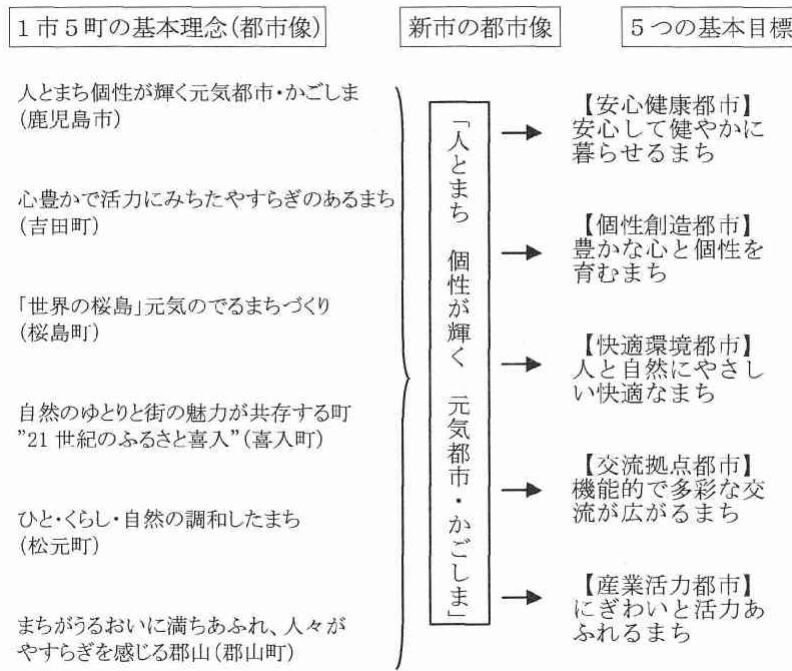 1市5町の基本理念(都市像)
人とまち個性が輝く元気都市・かごしま
(鹿児島市)
心豊かで活力にみちたやすらぎのあるまち
(吉田町)
「世界の桜島」元気のでるまちづくり
(桜島町)
自然のゆとりと街の魅力が共存する町
”21世紀のふるさと喜入”(喜入町)
ひと・くらし・自然の調和したまち
(松元町)
まちがうるおいに満ちあふれ、人々が
やすらぎを感じる郡山(郡山町)
新市の都市像
「人とまち　個性が輝く　元気都市・かごしま」
5つの基本目標
【安心健康都市】
安心して健やかに
暮らせるまち
【個性創造都市】
豊かな心と個性を
育むまち
【快適環境都市】
人と自然にやさし
い快適なまち
【交流拠点都市】
機能的で多彩な交
流が広がるまち
【産業活力都市】
にぎわいと活力あ
ふれるまち